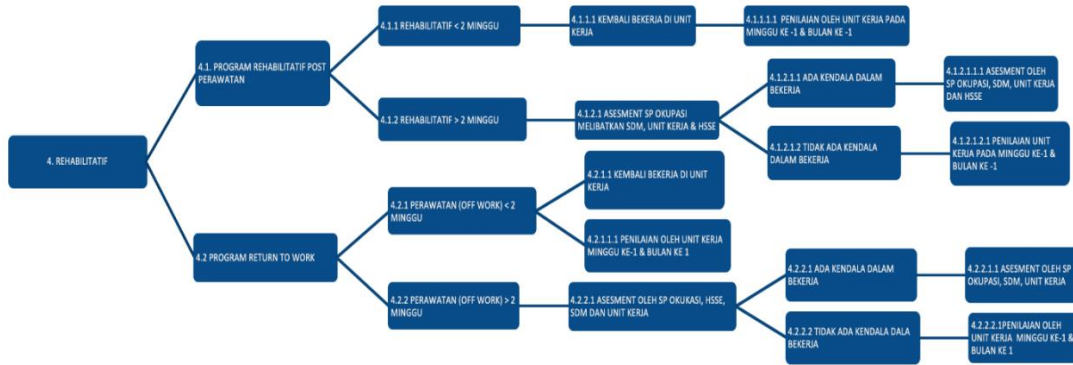 4. REHABILITATIF
4.1. PROGRAM REHABILITATIF POST
PERAWATAN
4.1.1 REHABILITATIF < 2 MINGGU
4.1.1.1 KEMBALI BEKERJA DI UNIT
KERJA
4.1.1.1.1 PENILAIAN OLEH UNIT KERJA PADA
MINGGU KE -1 & BULAN KE -1
4.1.2 REHABILITATIF > 2 MINGGU
4.1.2.1 ASESMENT SP OKUPASI
MELIBATKAN SDM, UNIT KERJA & HSSE
4.1.2.1.1 ADA KENDALA DALAM
BEKERJA
4.1.2.1.1.1 ASESMENT OLEH
SP OKUPASI, SDM, UNIT KERJA
DAN HSSE
4.1.2.1.2 TIDAK ADA KENDALA
DALAM BEKERJA
4.1.2.1.2.1 PENILAIAN UNIT
KERJA PADA MINGGU KE-1 &
BULAN KE -1
4.2 PROGRAM RETURN TO WORK
4.2.1 PERAWATAN (OFF WORK) < 2
MINGGU
4.2.1.1 KEMBALI BEKERJA DI UNIT
KERJA
4.2.1.1.1 PENILAIAN OLEH UNIT KERJA
MINGGU KE-1 & BULAN KE 1
4.2.2 PERAWATAN (OFF WORK) > 2
MINGGU
4.2.2.1 ASESMENT OLEH SP OKUKASI, HSSE,
SDM DAN UNIT KERJA
4.2.2.1 ADA KENDALA DALAM
BEKERJA
4.2.2.1.1 ASESMENT OLEH SP
OKUPASI, SDM, UNIT KERJA
4.2.2.2 TIDAK ADA KENDALA DALA
BEKERJA
4.2.2.2.1PENILAIAN OLEH
UNIT KERJA MINGGU KE-1 &
BULAN KE 1